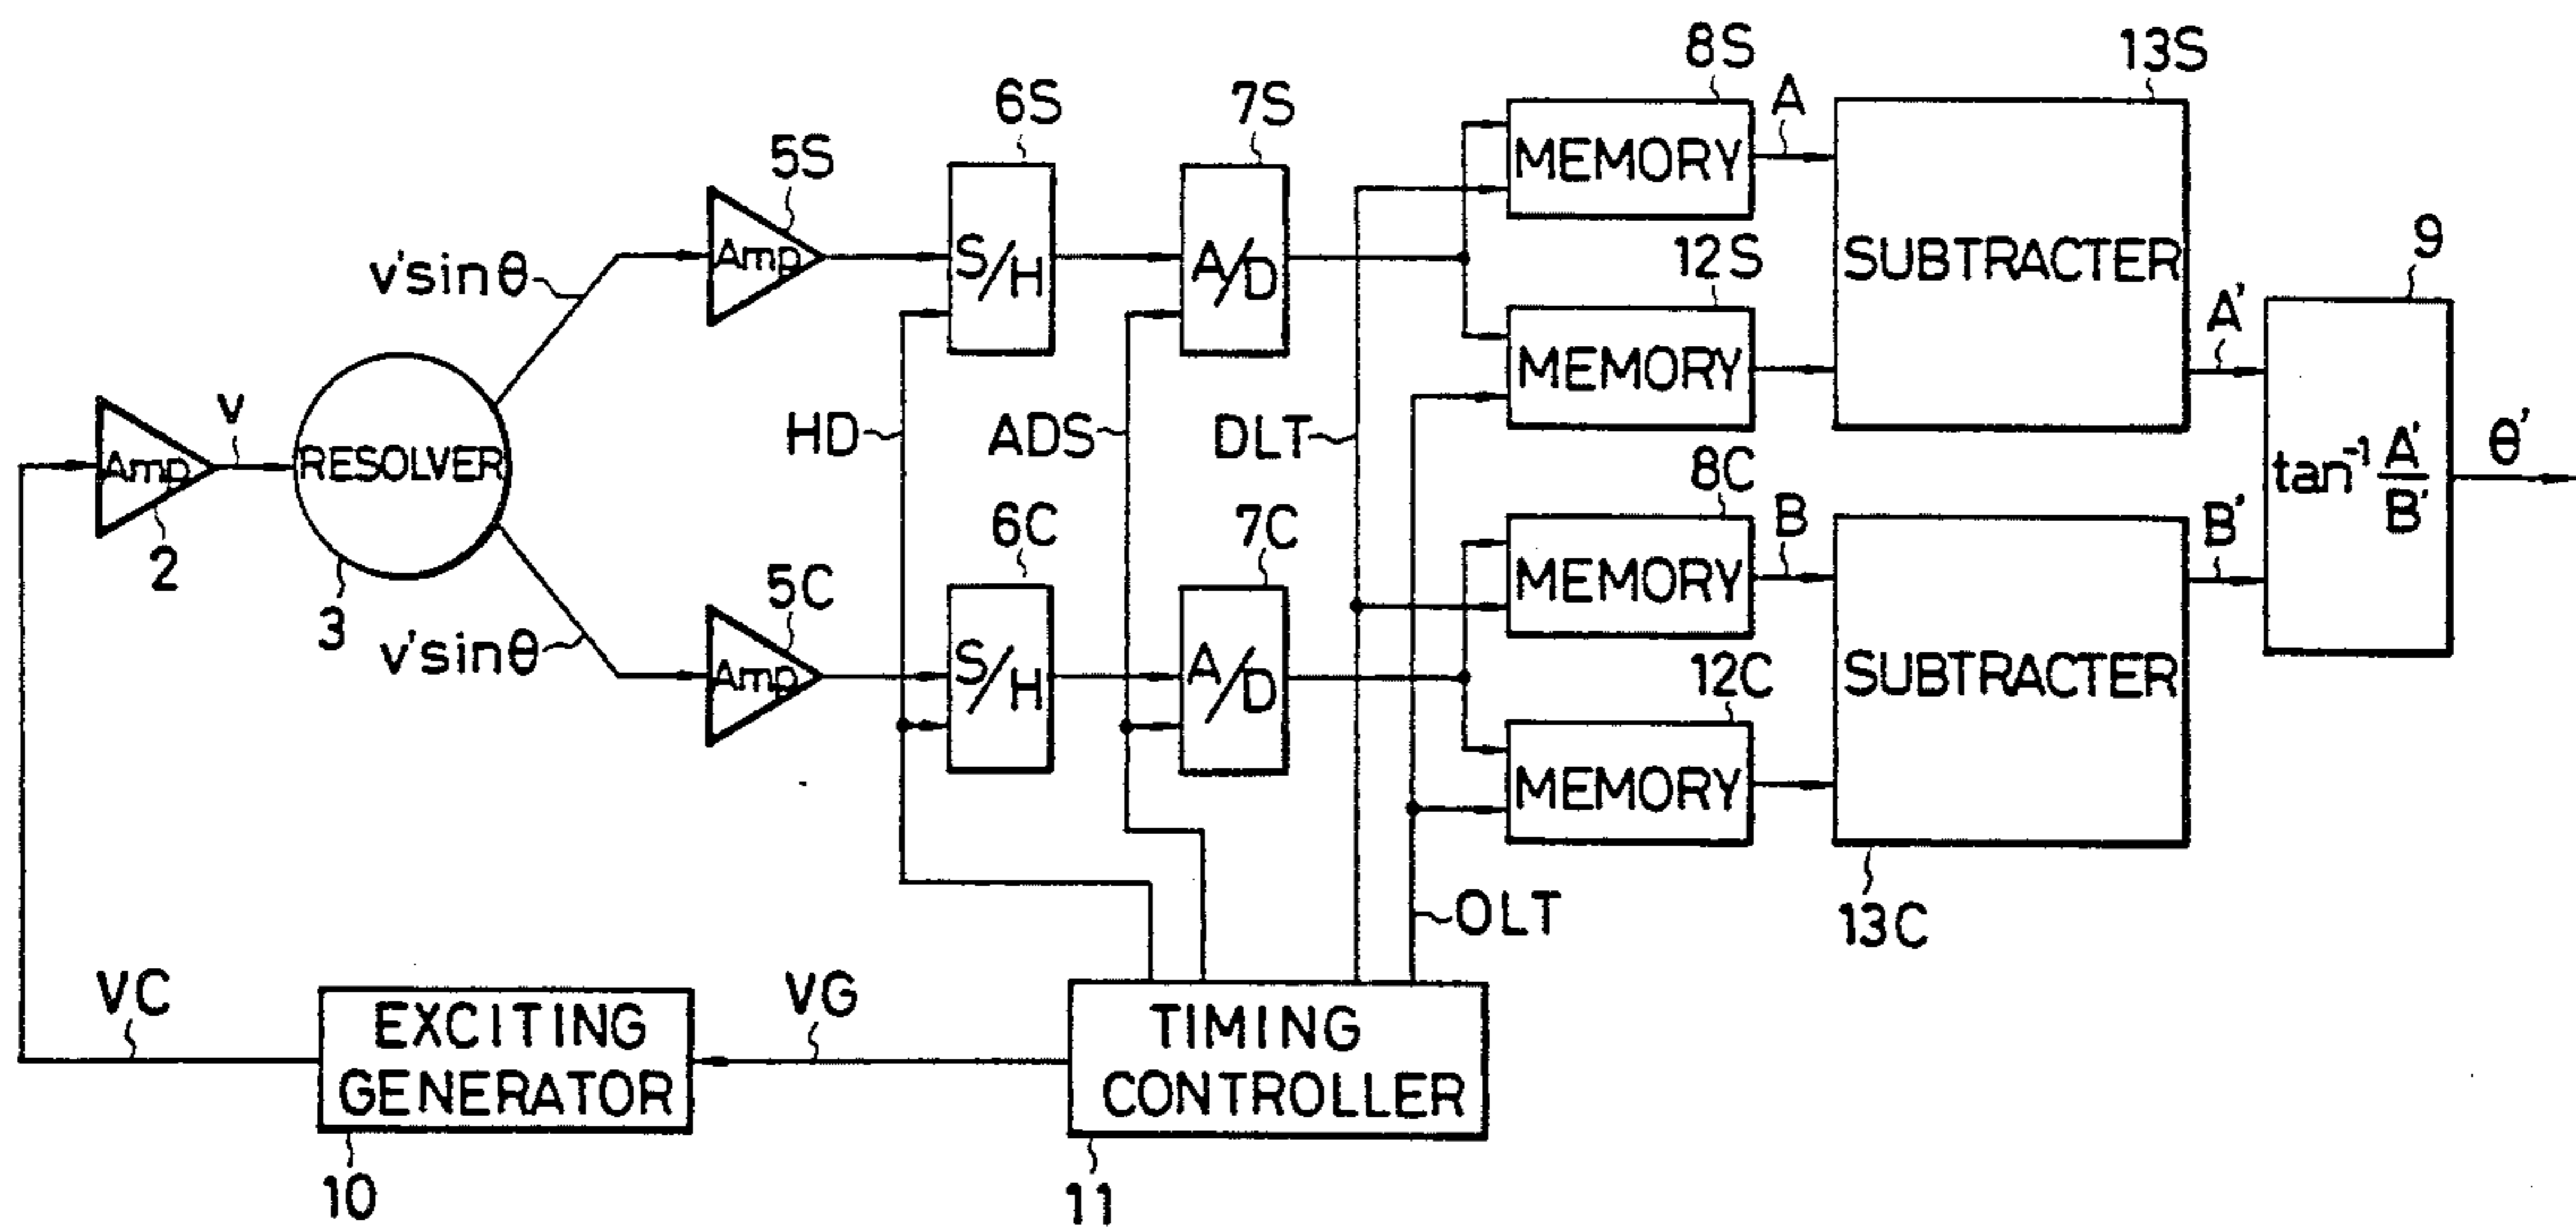 8S
13S
6S
7S
A
5S
MEMORY
Amp
S/H
A/D
12S
SUBTRACTER
9
v'sinθ
A'
MEMORY
v
HD
ADS
DLT
Amp
RESOLVER
8C
tan⁻¹ A'/B'
θ'
2
3
6C
7C
B
B'
5C
MEMORY
v'sinθ
Amp
S/H
A/D
12C
SUBTRACTER
MEMORY
OLT
13C
VC
VG
EXCITING
GENERATOR
TIMING
CONTROLLER
10
11